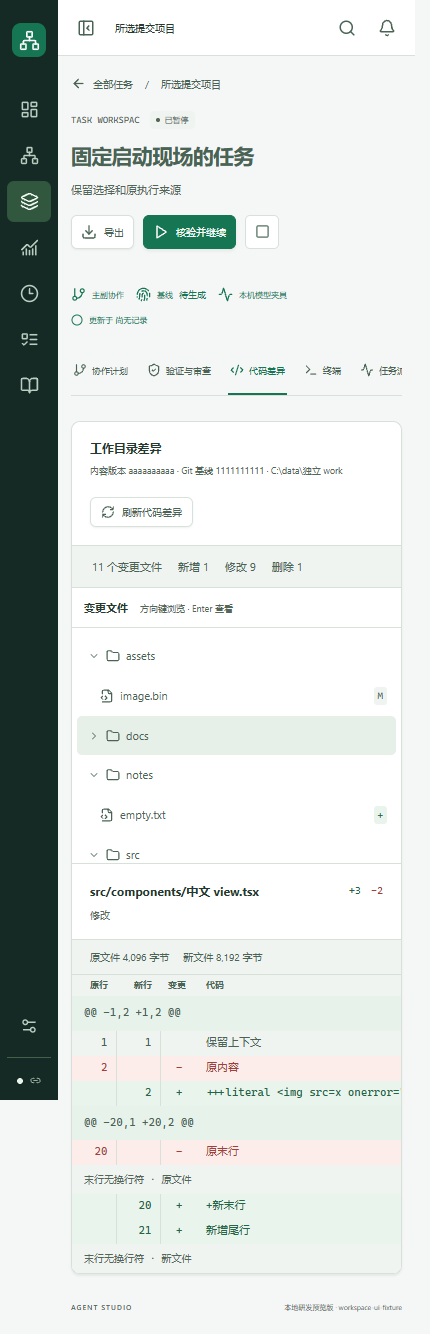 所选提交项目
全部任务 / 所选提交项目
TASK WORKSPAC 已暂停
固定启动现场的任务
保留选择和原执行来源
导出 核验并继续
主副协作 基线 待生成 本机模型夹具
更新于 尚无记录
协作计划 验证与审查 代码差异 终端 任务流
工作目录差异
内容版本 aaaaaaaaaa · Git 基线 1111111111 · C:\data\独立 work
刷新代码差异
11 个变更文件 新增 1 修改 9 删除 1
变更文件 方向键浏览 · Enter 查看
assets
image.bin M
docs
notes
empty.txt +
src
src/components/中文 view.tsx +3 −2
修改
原文件 4,096 字节 新文件 8,192 字节
原行 新行 变更 代码
@@ −1,2 +1,2 @@
1 1 保留上下文
2 − 原内容
2 + +++literal <img src=x onerror=
@@ −20,1 +20,2 @@
20 − 原末行
末行无换行符 · 原文件
20 + +新末行
21 + 新增尾行
末行无换行符 · 新文件
AGENT STUDIO 本地研发预览版 · workspace-ui-fixture